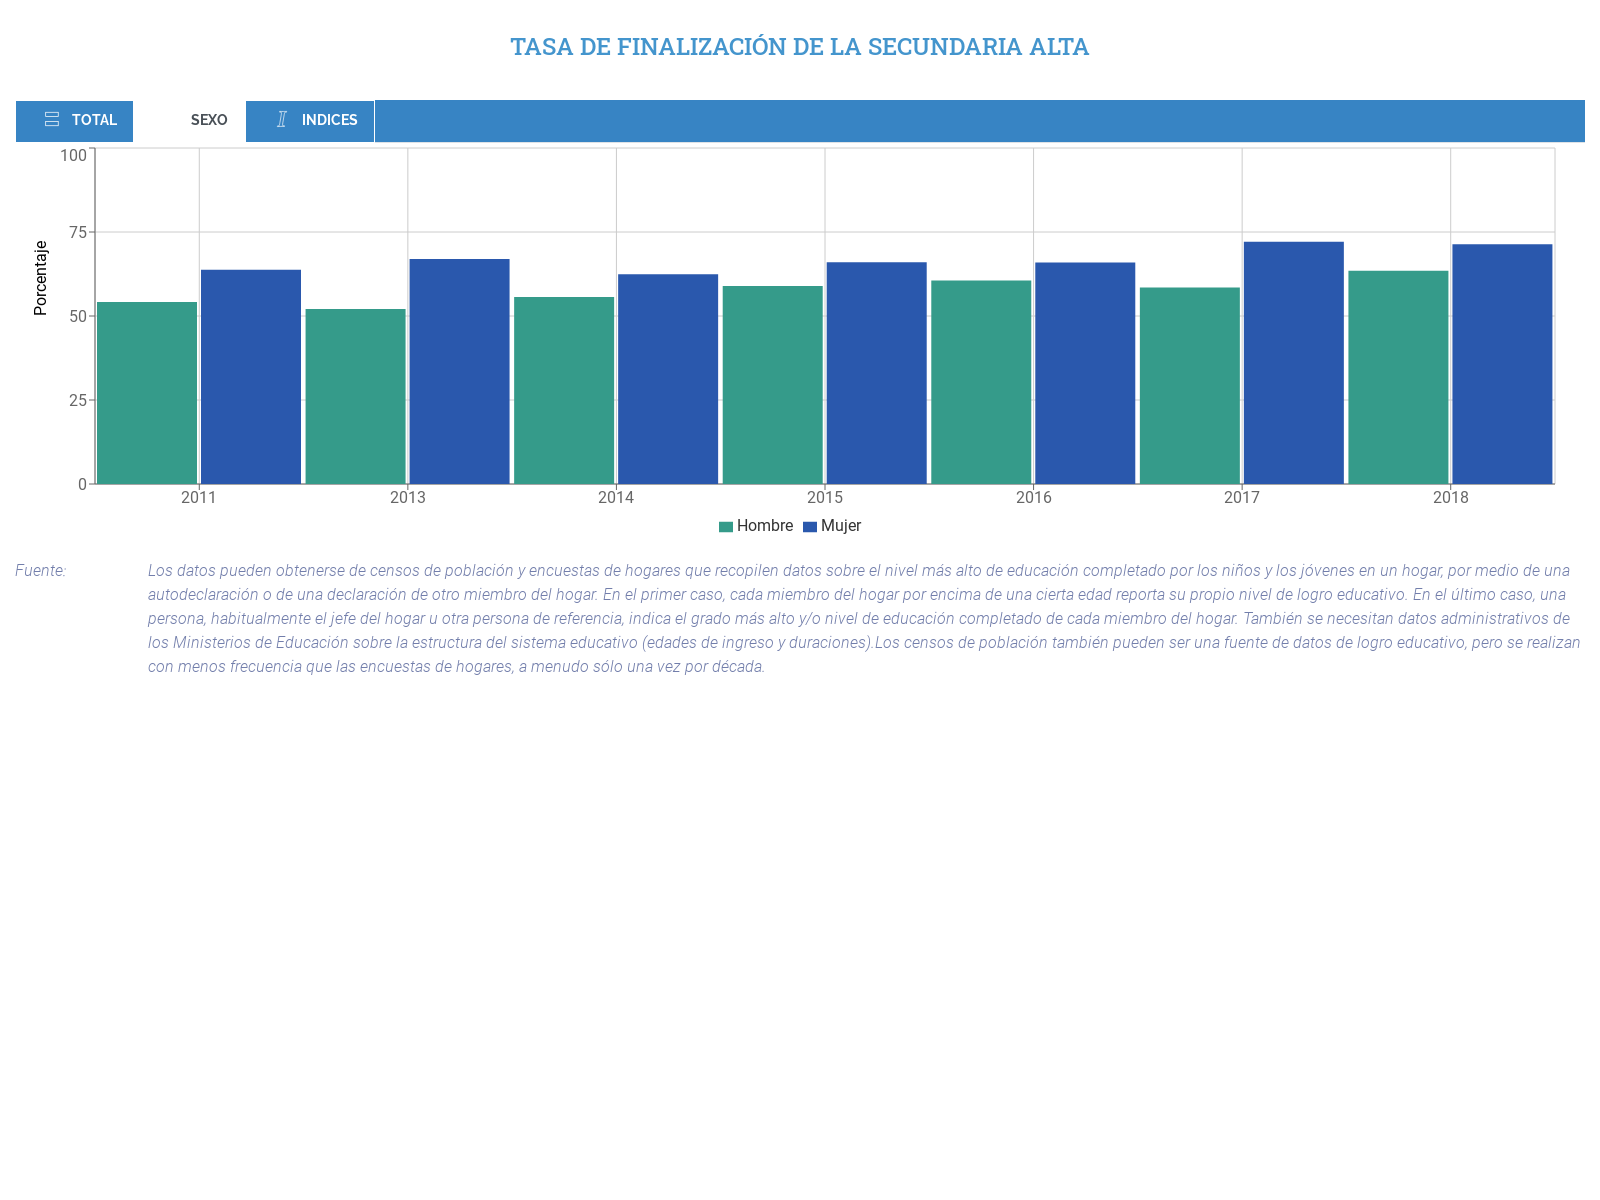 TASA DE FINALIZACIÓN DE LA SECUNDARIA ALTA
TOTAL SEXO INDICES
100
75
50
25
0
Porcentaje
2011 2013 2014 2015 2016 2017 2018
Hombre Mujer
Fuente: Los datos pueden obtenerse de censos de población y encuestas de hogares que recopilen datos sobre el nivel más alto de educación completado por los niños y los jóvenes en un hogar, por medio de una
autodeclaración o de una declaración de otro miembro del hogar. En el primer caso, cada miembro del hogar por encima de una cierta edad reporta su propio nivel de logro educativo. En el último caso, una
persona, habitualmente el jefe del hogar u otra persona de referencia, indica el grado más alto y/o nivel de educación completado de cada miembro del hogar. También se necesitan datos administrativos de
los Ministerios de Educación sobre la estructura del sistema educativo (edades de ingreso y duraciones).Los censos de población también pueden ser una fuente de datos de logro educativo, pero se realizan
con menos frecuencia que las encuestas de hogares, a menudo sólo una vez por década.